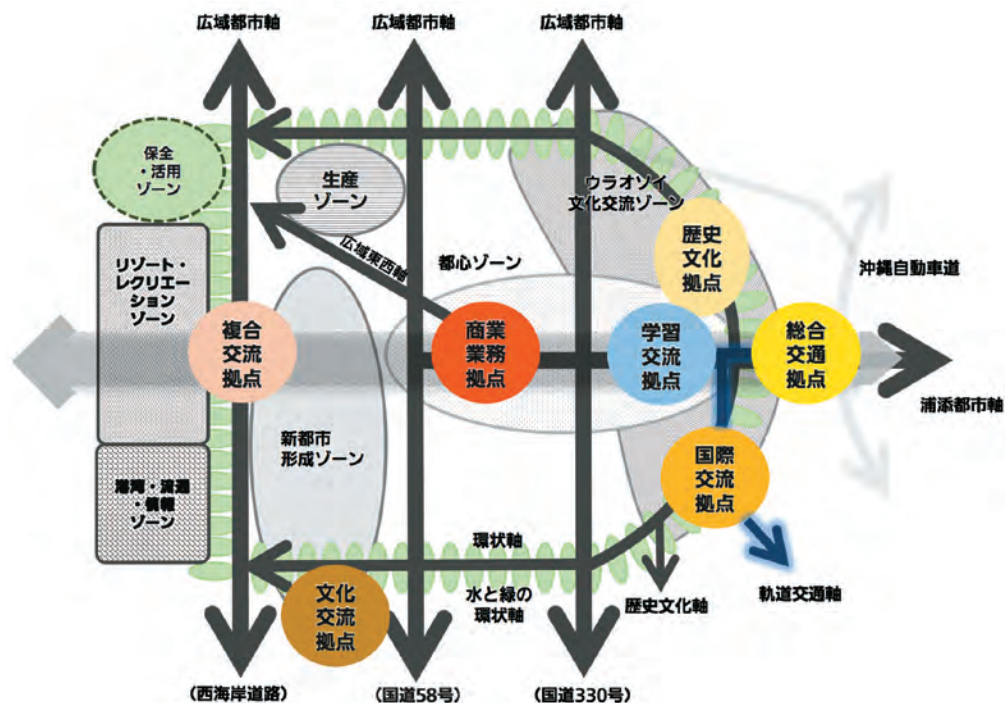 広域都市軸
広域都市軸
広域都市軸
保全
・活用
ゾーン
生産
ゾーン
ウラオゾイ
文化交流ゾーン
歴史
文化
拠点
沖縄自動車道
広域東西軸
都心ゾーン
リゾート・
レクリエー
ション
ゾーン
複合
交流
拠点
商業
業務
拠点
学習
交流
拠点
総合
交通
拠点
浦添都市軸
新都市
形成ゾーン
国際
交流
拠点
港湾・流通
・情報
ゾーン
環状軸
水と緑の
環状軸
文化
交流
拠点
歴史文化軸
軌道交通軸
(西海岸道路)
(国道58号)
(国道330号)